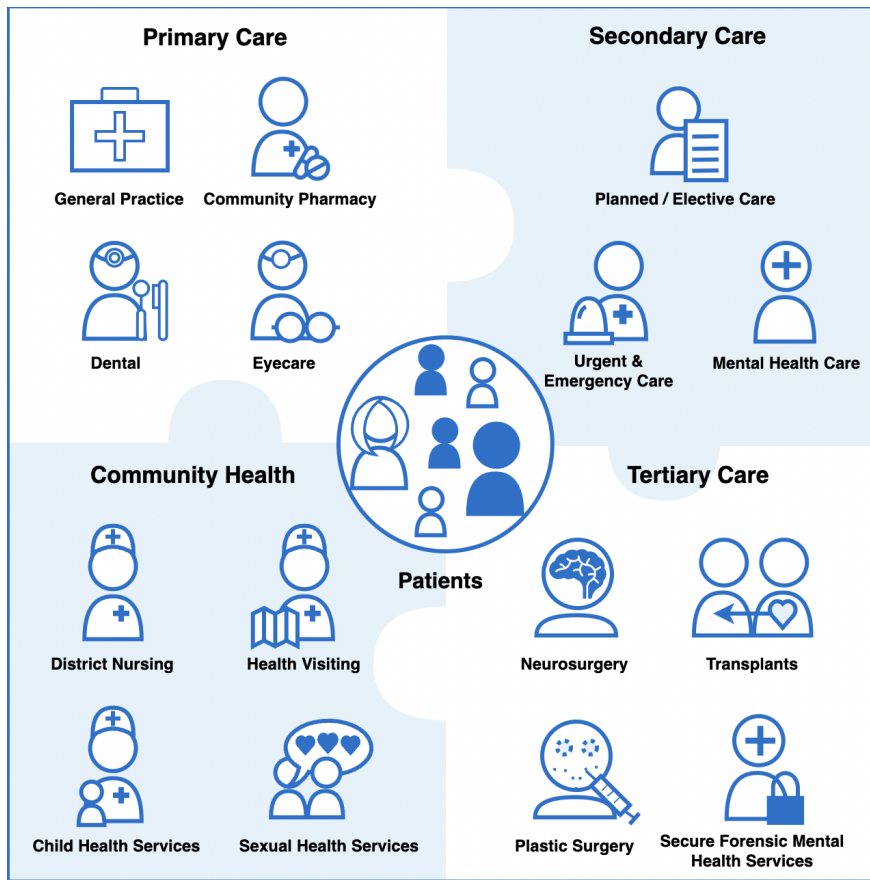 Primary Care
General Practice
Community Pharmacy
Dental
Eyecare
Secondary Care
Planned / Elective Care
Urgent &
Emergency Care
Mental Health Care
Patients
Community Health
District Nursing
Health Visiting
Child Health Services
Sexual Health Services
Tertiary Care
Neurosurgery
Transplants
Plastic Surgery
Secure Forensic Mental
Health Services